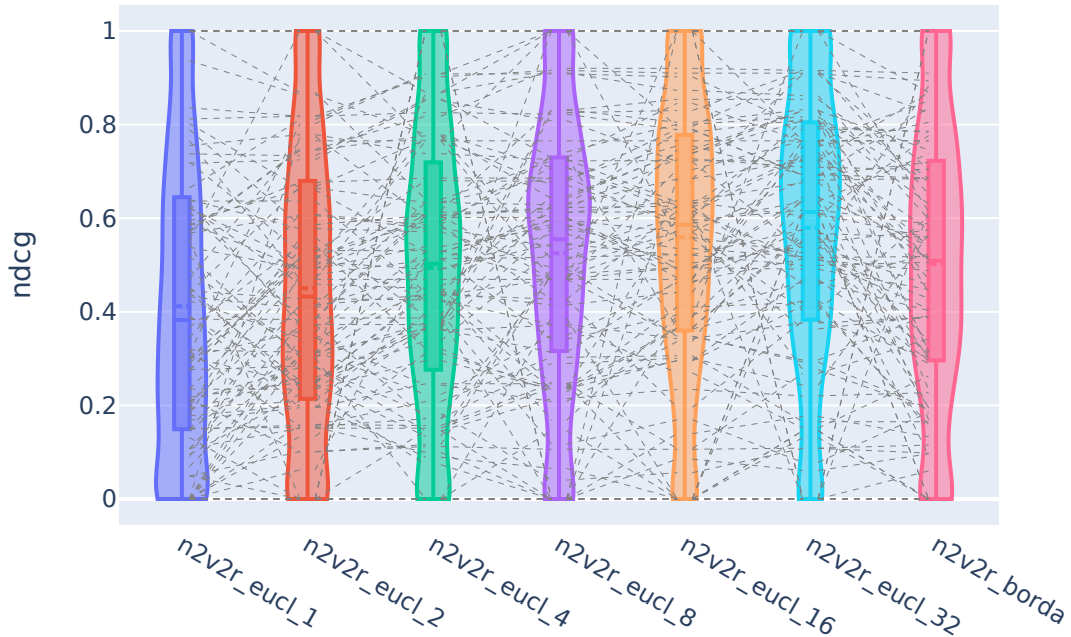 ndcg
1
0.8
0.6
0.4
0.2
0
n2v2r_eucl_1
n2v2r_eucl_2
n2v2r_eucl_4
n2v2r_eucl_8
n2v2r_eucl_16
n2v2r_eucl_32
n2v2r_borda